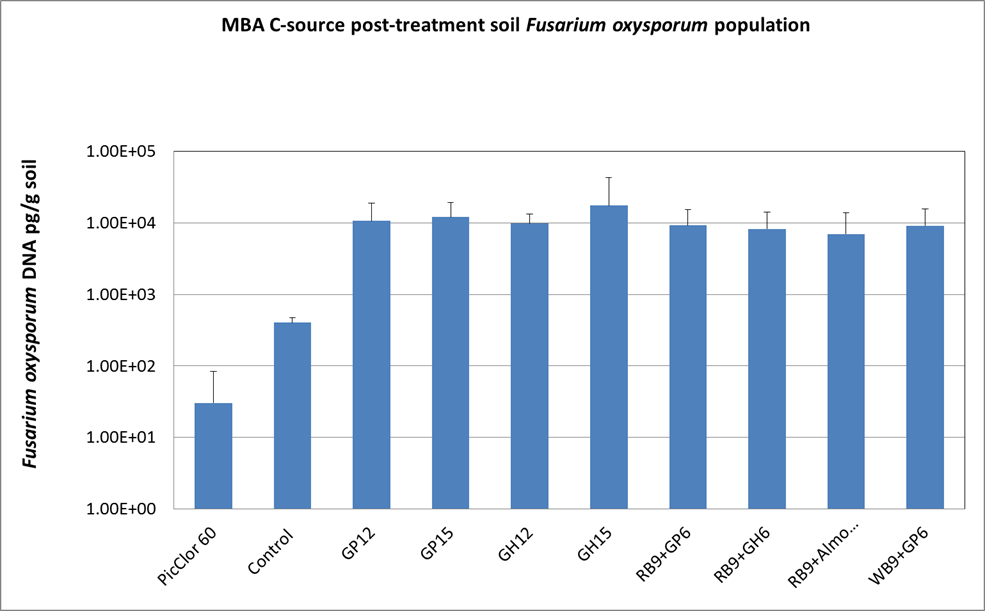 MBA C-source post-treatment soil Fusarium oxysporum population
Fusarium oxysporum DNA pg/g soil
1.00E+05
1.00E+04
1.00E+03
1.00E+02
1.00E+01
1.00E+00
PicClor 60
Control
GP12
GP15
GH12
GH15
RB9+GP6
RB9+GH6
RB9+Almo...
WB9+GP6